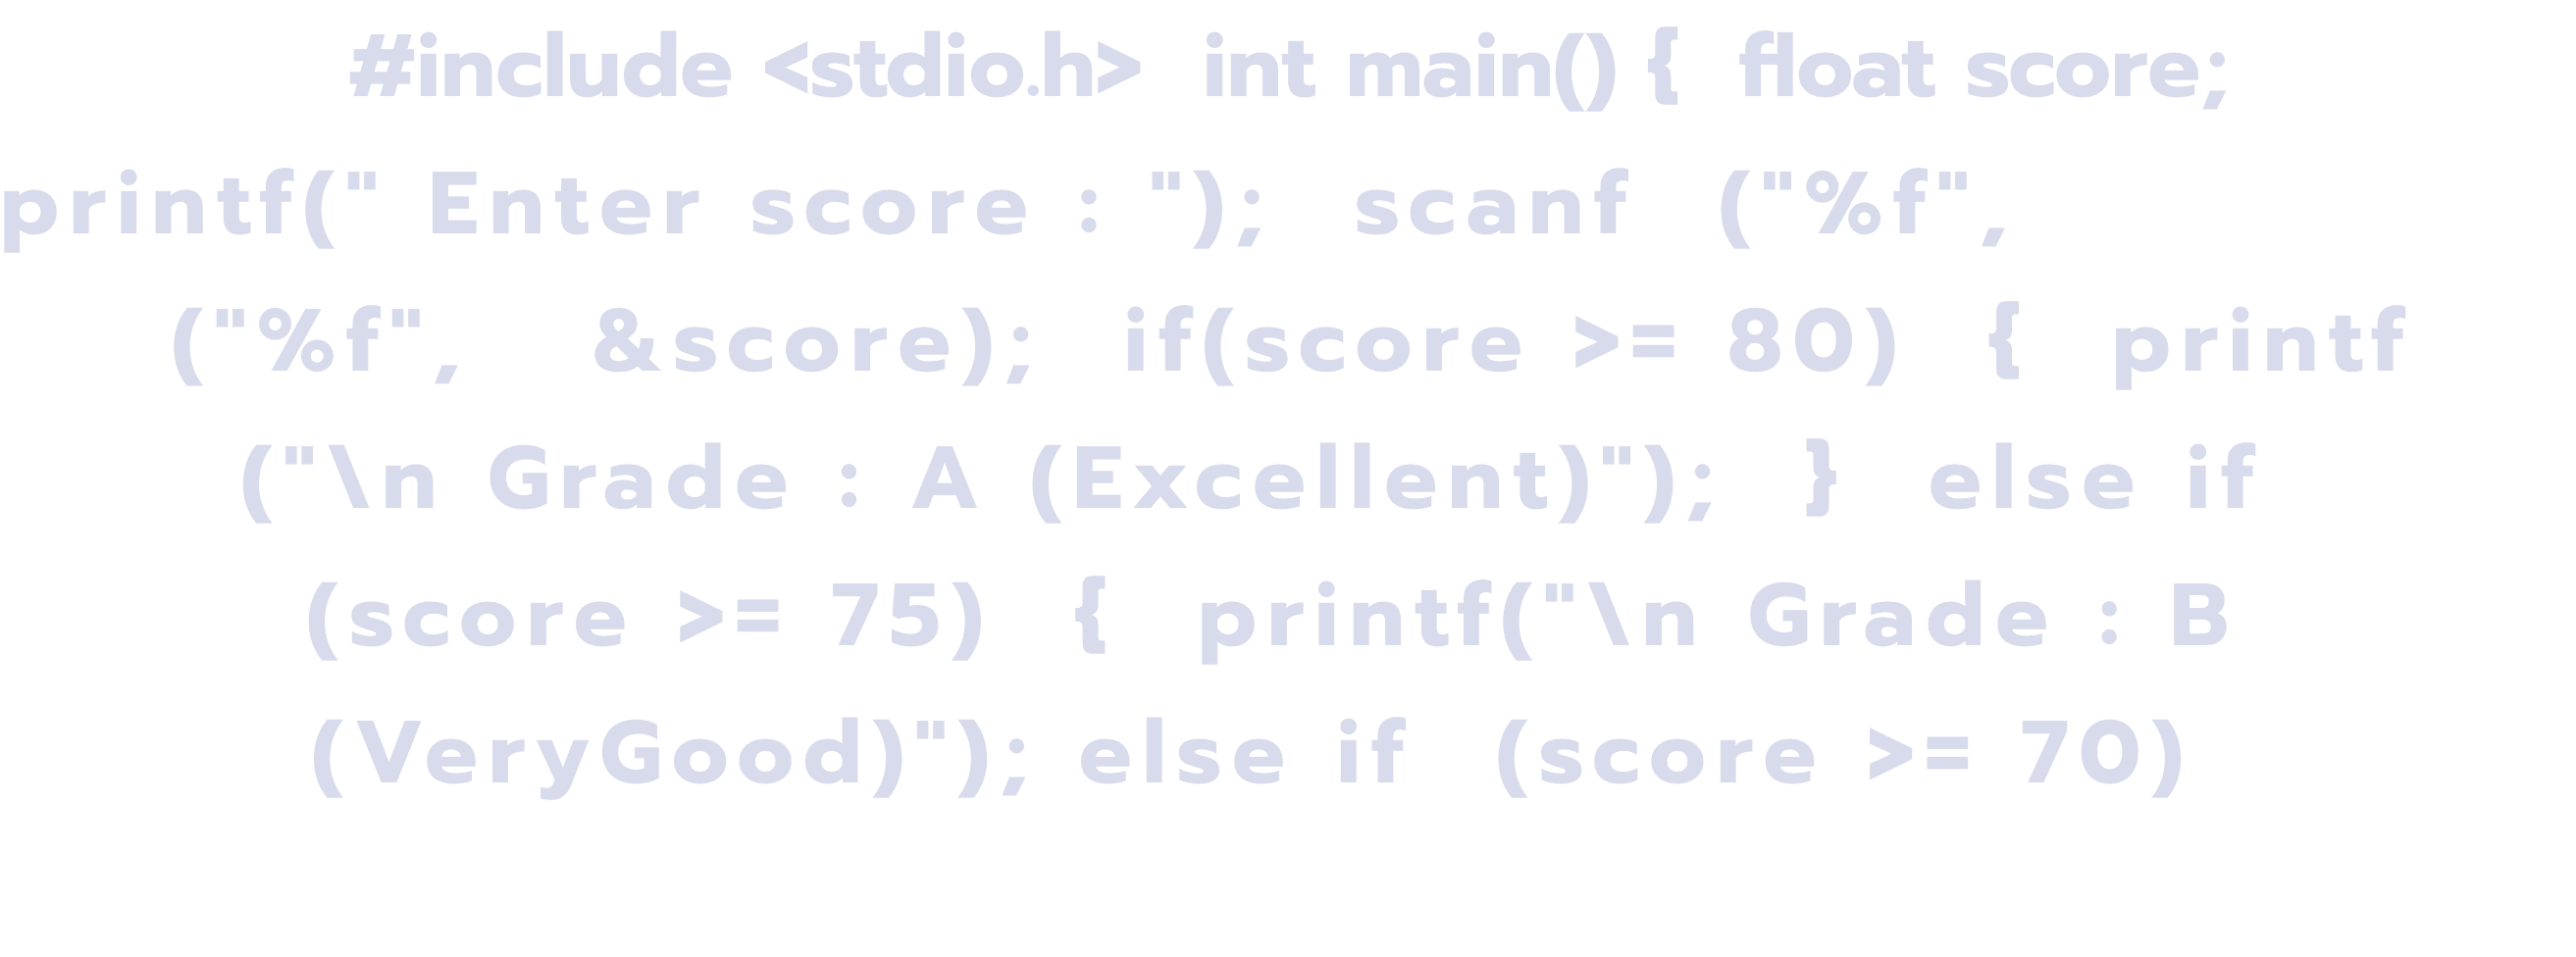 #include <stdio.h> int main() { float score;
printf(" Enter score : "); scanf ("%f",
("%f", &score); if(score >= 80) { printf
("\n Grade : A (Excellent)"); } else if
(score >= 75) { printf("\n Grade : B
(VeryGood)"); else if (score >= 70)